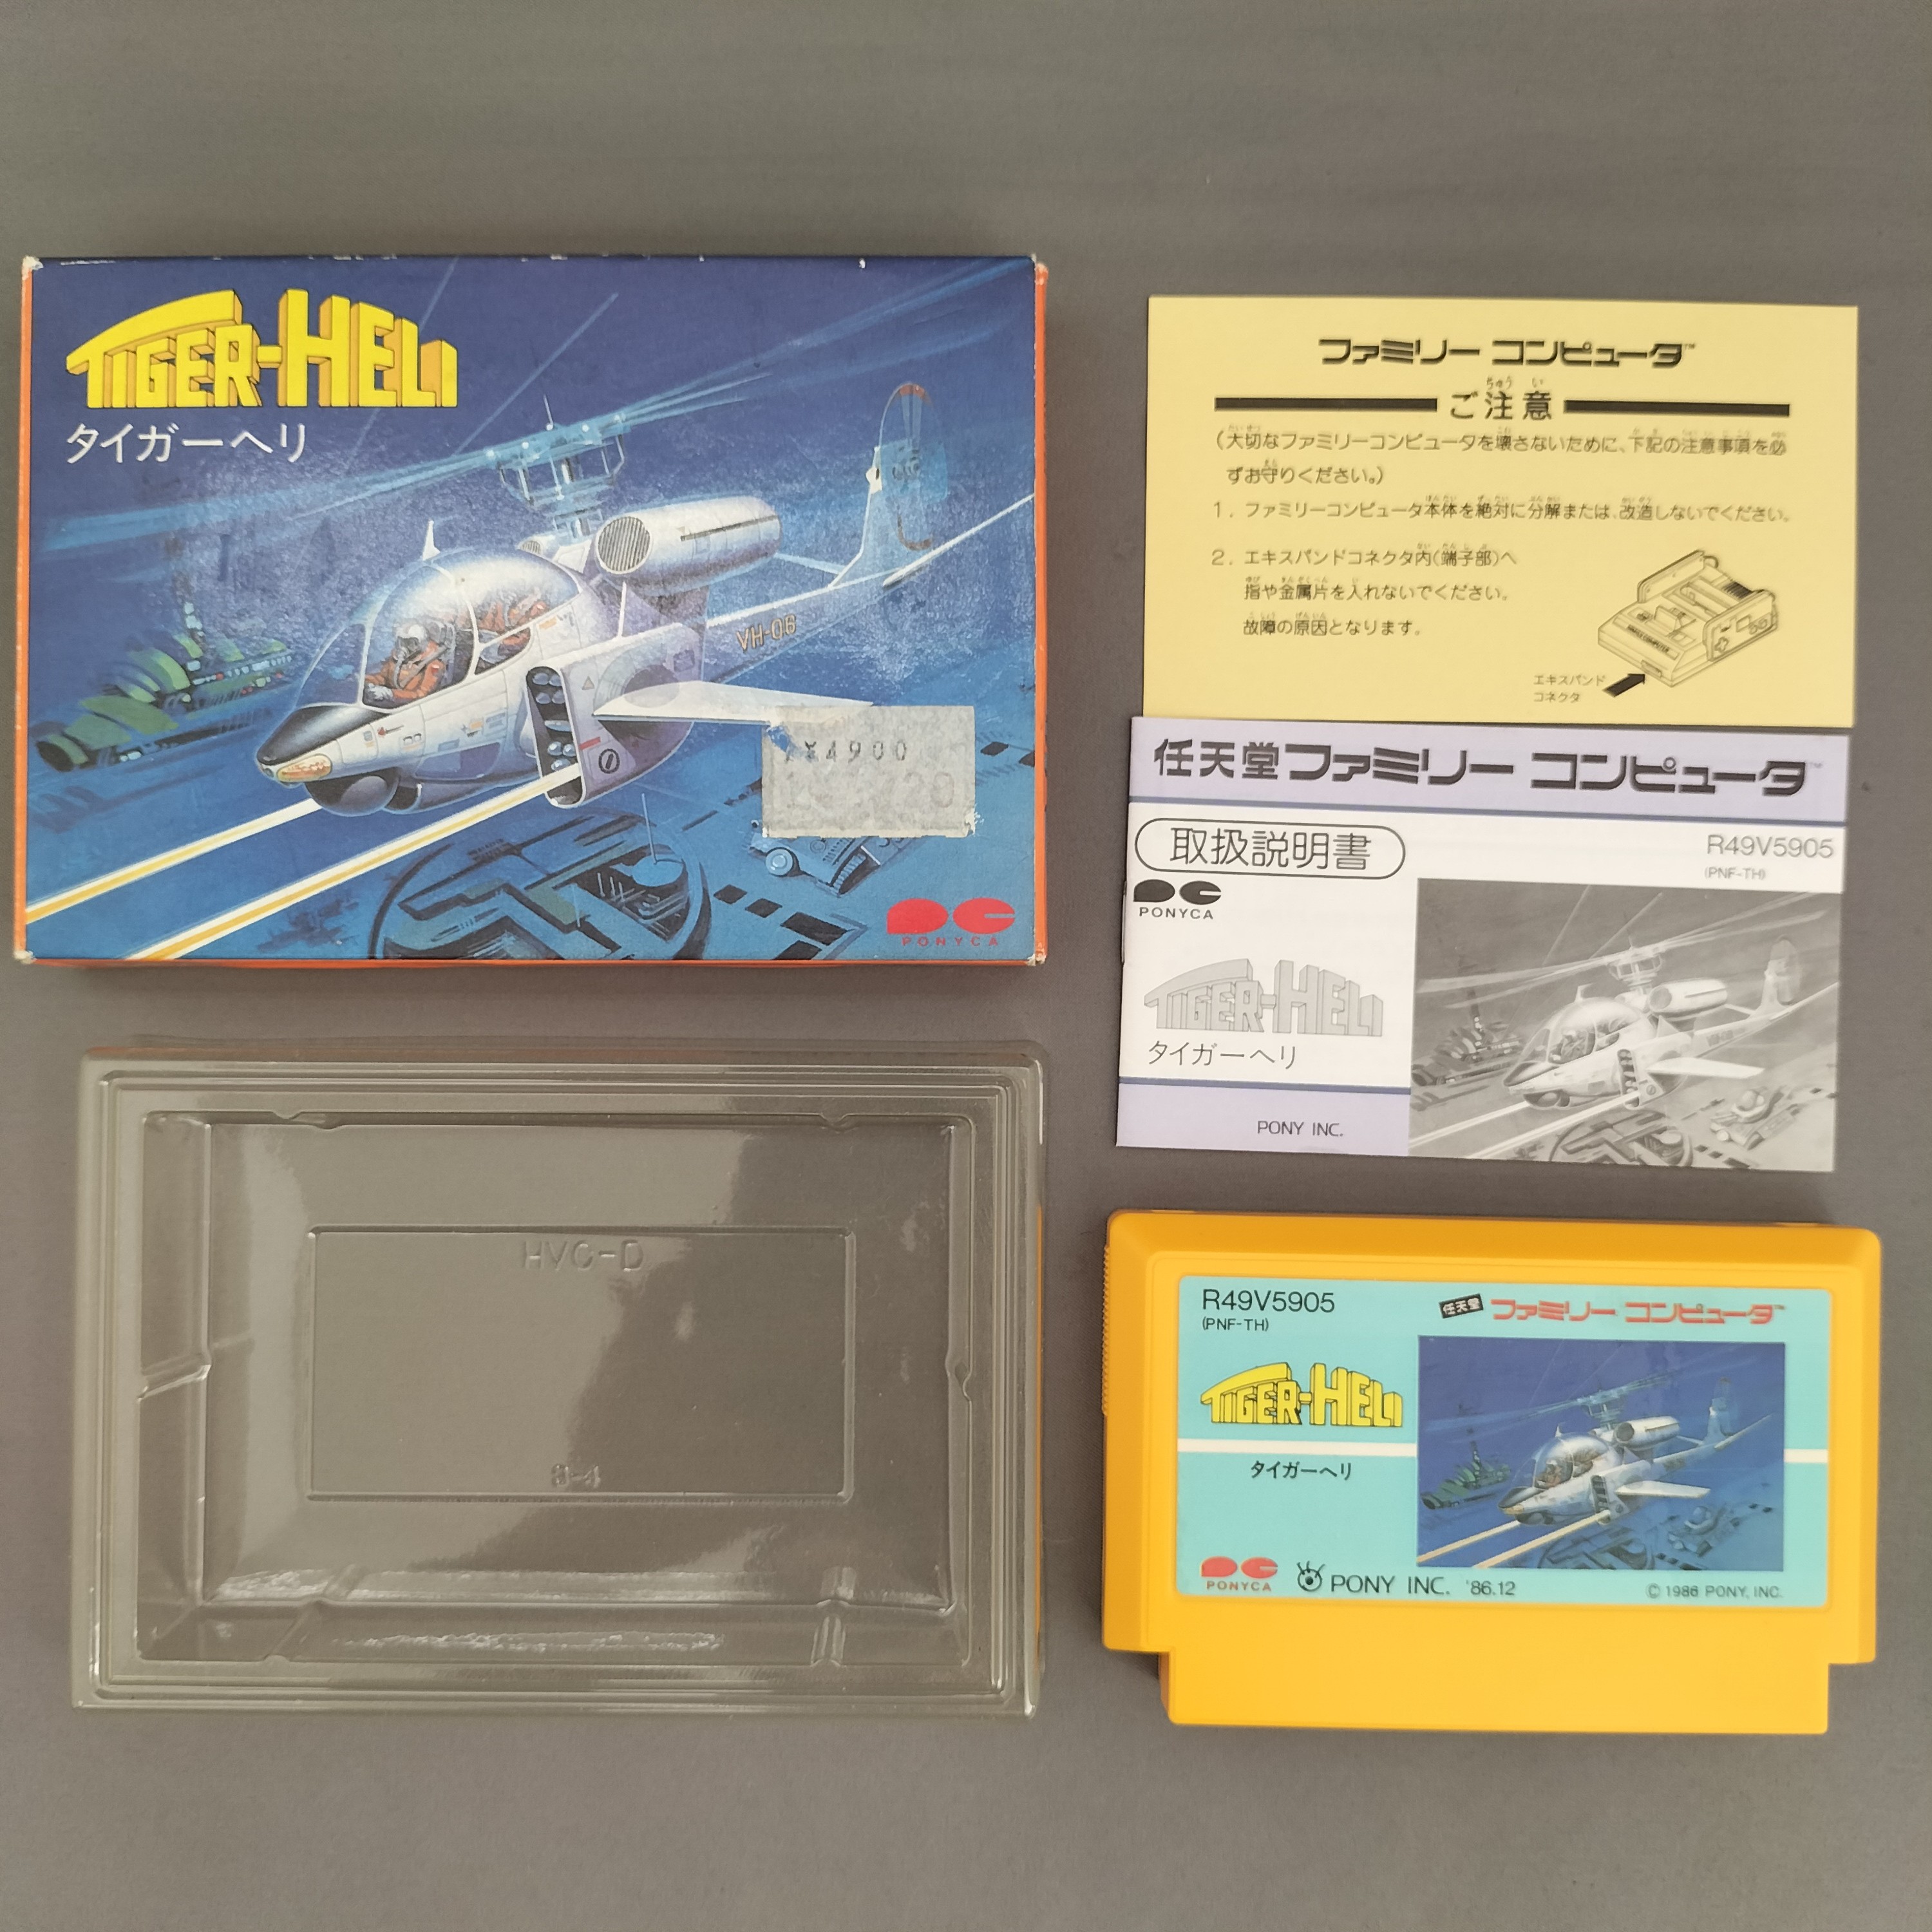 TIGER-HELI
タイガーヘリ
VH-06
¥4900
PONYCA
ファミリー コンピュータ™
ご注意
(大切なファミリーコンピュータを壊さないために、下記の注意事項を必
ずお守りください。)
1. ファミリーコンピュータ本体を絶対に分解または、改造しないでください。
2. エキスパンドコネクタ内(端子部)へ
指や金属片を入れないでください。
故障の原因となります。
エキスパンド
コネクタ
任天堂ファミリー コンピュータ™
取扱説明書
R49V5905
(PNF-TH)
PONYCA
TIGER-HELI
タイガーヘリ
PONY INC.
HVC-D
3-4
R49V5905
(PNF-TH)
任天堂 ファミリー コンピュータ™
TIGER-HELI
タイガーヘリ
PONYCA PONY INC. '86.12
© 1986 PONY, INC.